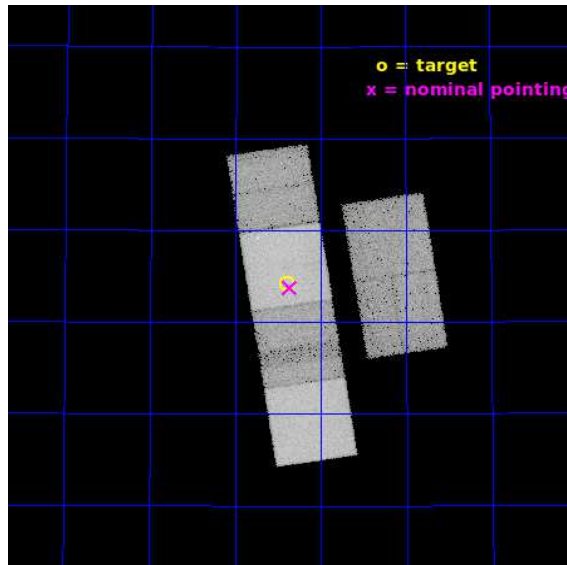 o = target
x = nominal pointing